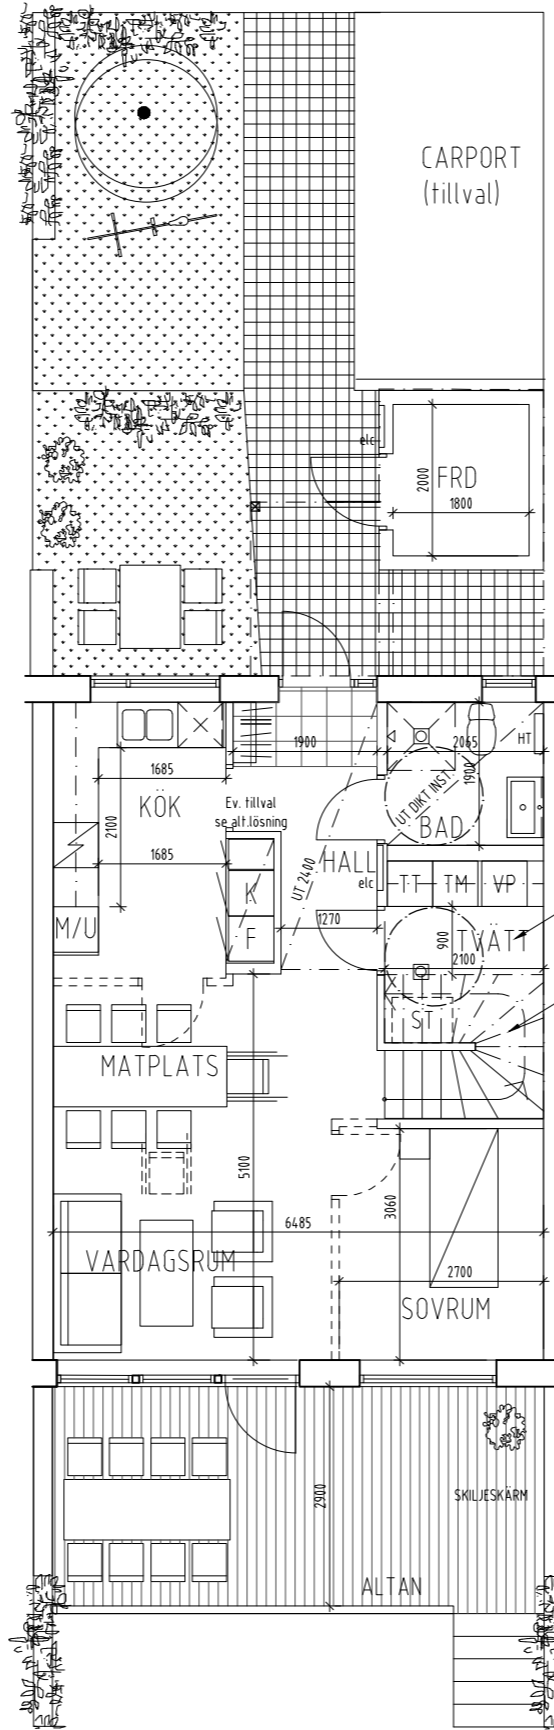 CARPORT
(tillval)
elc
FRD
2000
1800
1900
2065
HT
1900
1685
KÖK
2100
Ev. tillval
se alt.lösning
UT DIKT INST.
BAD
1685
UT 2400
HALL
elc
K
TT
TM
VP
M/U
F
1270
900
TVÄTT
2100
ST
MATPLATS
5100
3060
6485
VARDAGSRUM
2700
SOVRUM
2900
SKILJESKÄRM
ALTAN